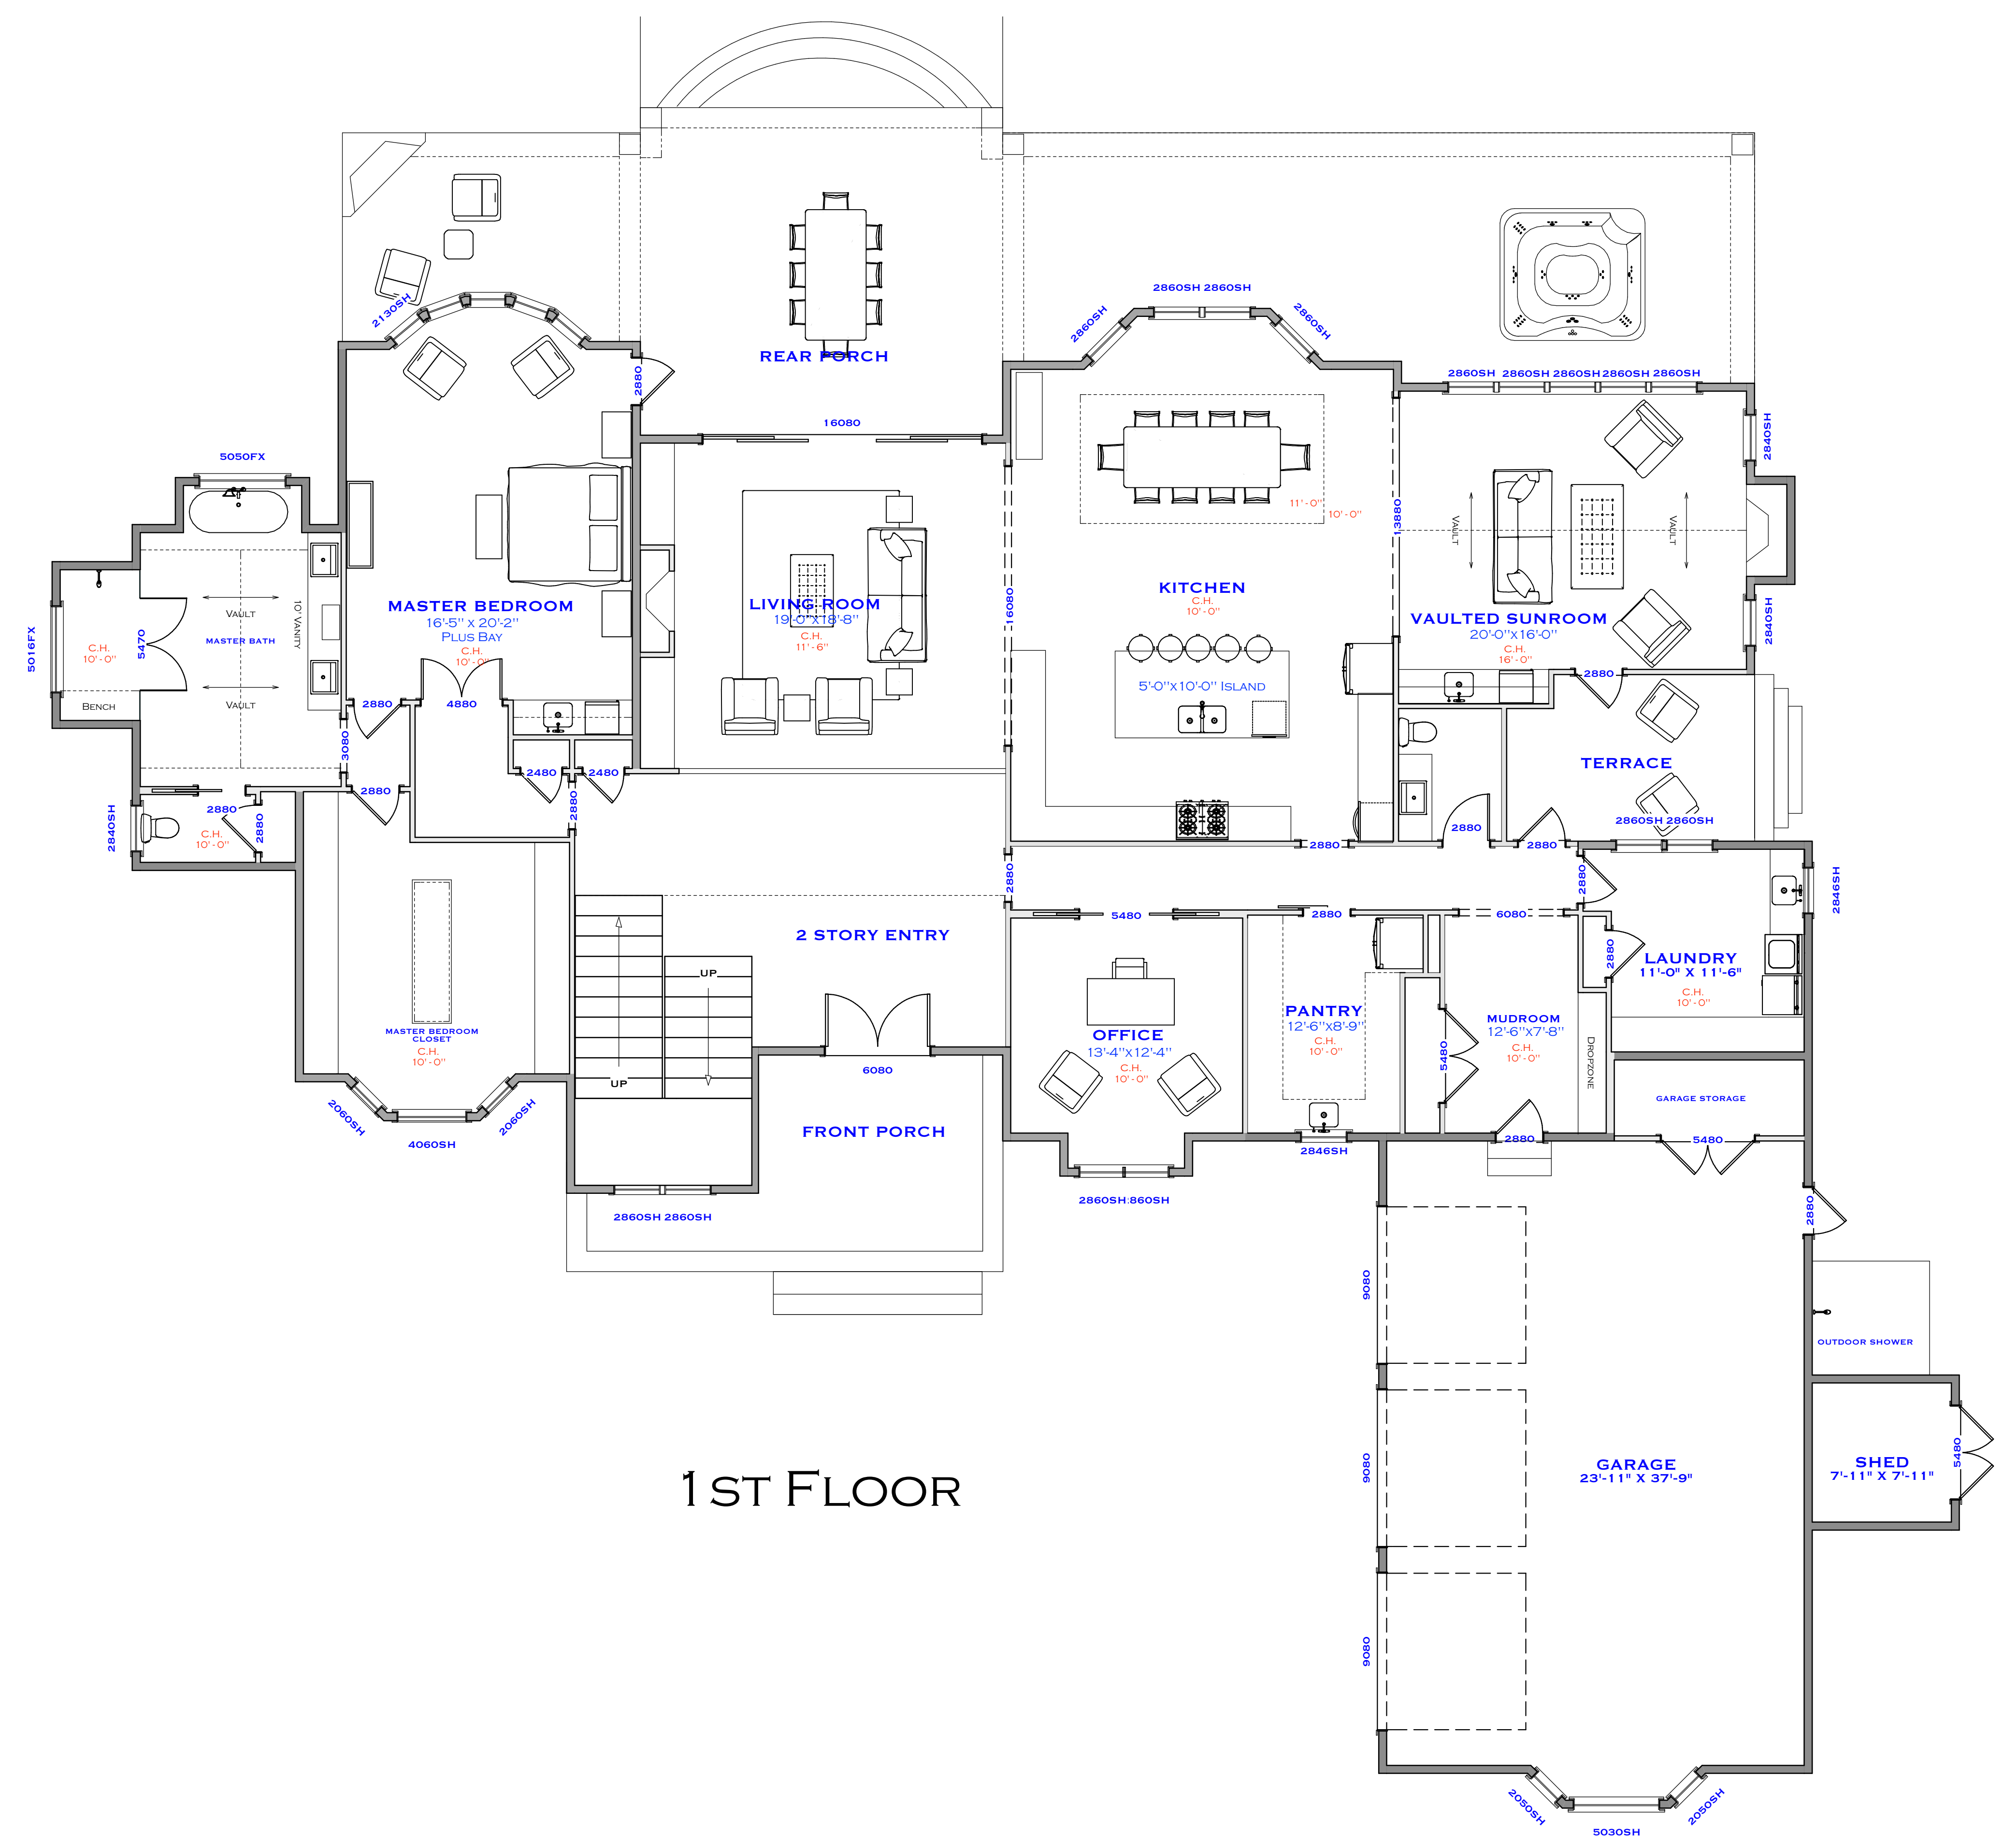 2130SH
2860SH 2860SH
2860SH
2860SH
REAR PORCH
2880
2860SH 2860SH 2860SH 2860SH 2860SH
16080
2840SH
5050FX
11'-0"
10'-0"
13880
VAULT
VAULT
KITCHEN
C.H.
10'-0"
MASTER BEDROOM
16'-5" X 20'-2"
PLUS BAY
C.H.
10'-0"
LIVING ROOM
19'-0"X18'-8"
C.H.
11'-6"
16080
VAULTED SUNROOM
20'-0"X16'-0"
C.H.
16'-0"
2840SH
VAULT
MASTER BATH
10' VANITY
5016FX
C.H.
10'-0"
5470
BENCH
VAULT
5'-0"X10'-0" ISLAND
2880
2880
4880
3080
TERRACE
2480
2480
2880
2880
2880
2880
2840SH
C.H.
10'-0"
2860SH 2860SH
2880
2880
2880
2880
2880
2846SH
5480
2880
6080
2 STORY ENTRY
2880
LAUNDRY
11'-0" X 11'-6"
C.H.
10'-0"
UP
PANTRY
12'-6"X8'-9"
C.H.
10'-0"
MUDROOM
12'-6"X7'-8"
C.H.
10'-0"
DROPZONE
5480
MASTER BEDROOM
CLOSET
C.H.
10'-0"
OFFICE
13'-4"X12'-4"
C.H.
10'-0"
6080
UP
GARAGE STORAGE
2060SH
4060SH
2060SH
FRONT PORCH
2846SH
2880
5480
2860SH:860SH
2860SH 2860SH
2880
9080
OUTDOOR SHOWER
9080
GARAGE
23'-11" X 37'-9"
SHED
7'-11" X 7'-11"
5480
1ST FLOOR
9080
2050SH
5030SH
2050SH